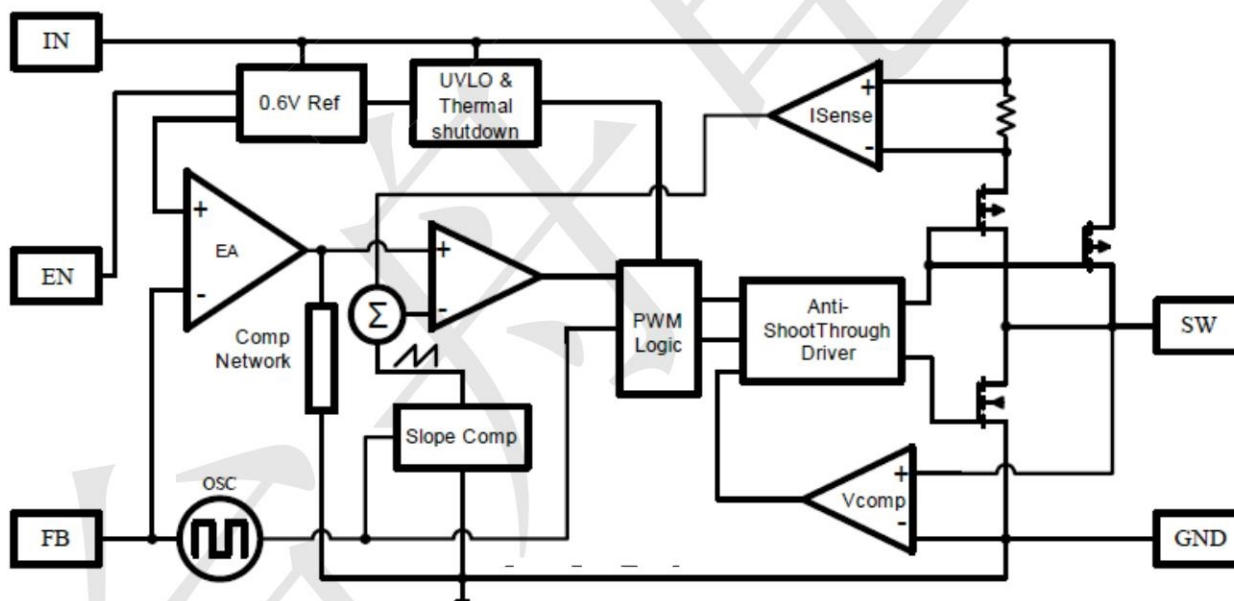 IN
0.6V Ref
UVLO &
Thermal
shutdown
+
ISense
-
EN
+
EA
-
+
-
Σ
Comp
Network
PWM
Logic
Anti-
ShootThrough
Driver
SW
Slope Comp
OSC
+
Vcomp
-
FB
GND